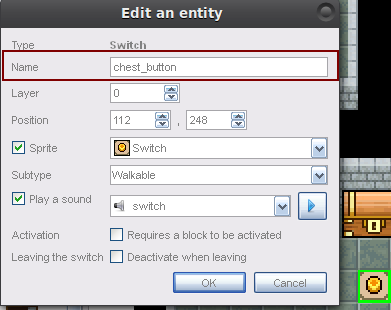 Edit an entity
Type Switch
Name chest_button
Layer 0
Position 112 , 248
Sprite Switch
Subtype Walkable
Play a sound switch
Activation Requires a block to be activated
Leaving the switch Deactivate when leaving
OK Cancel